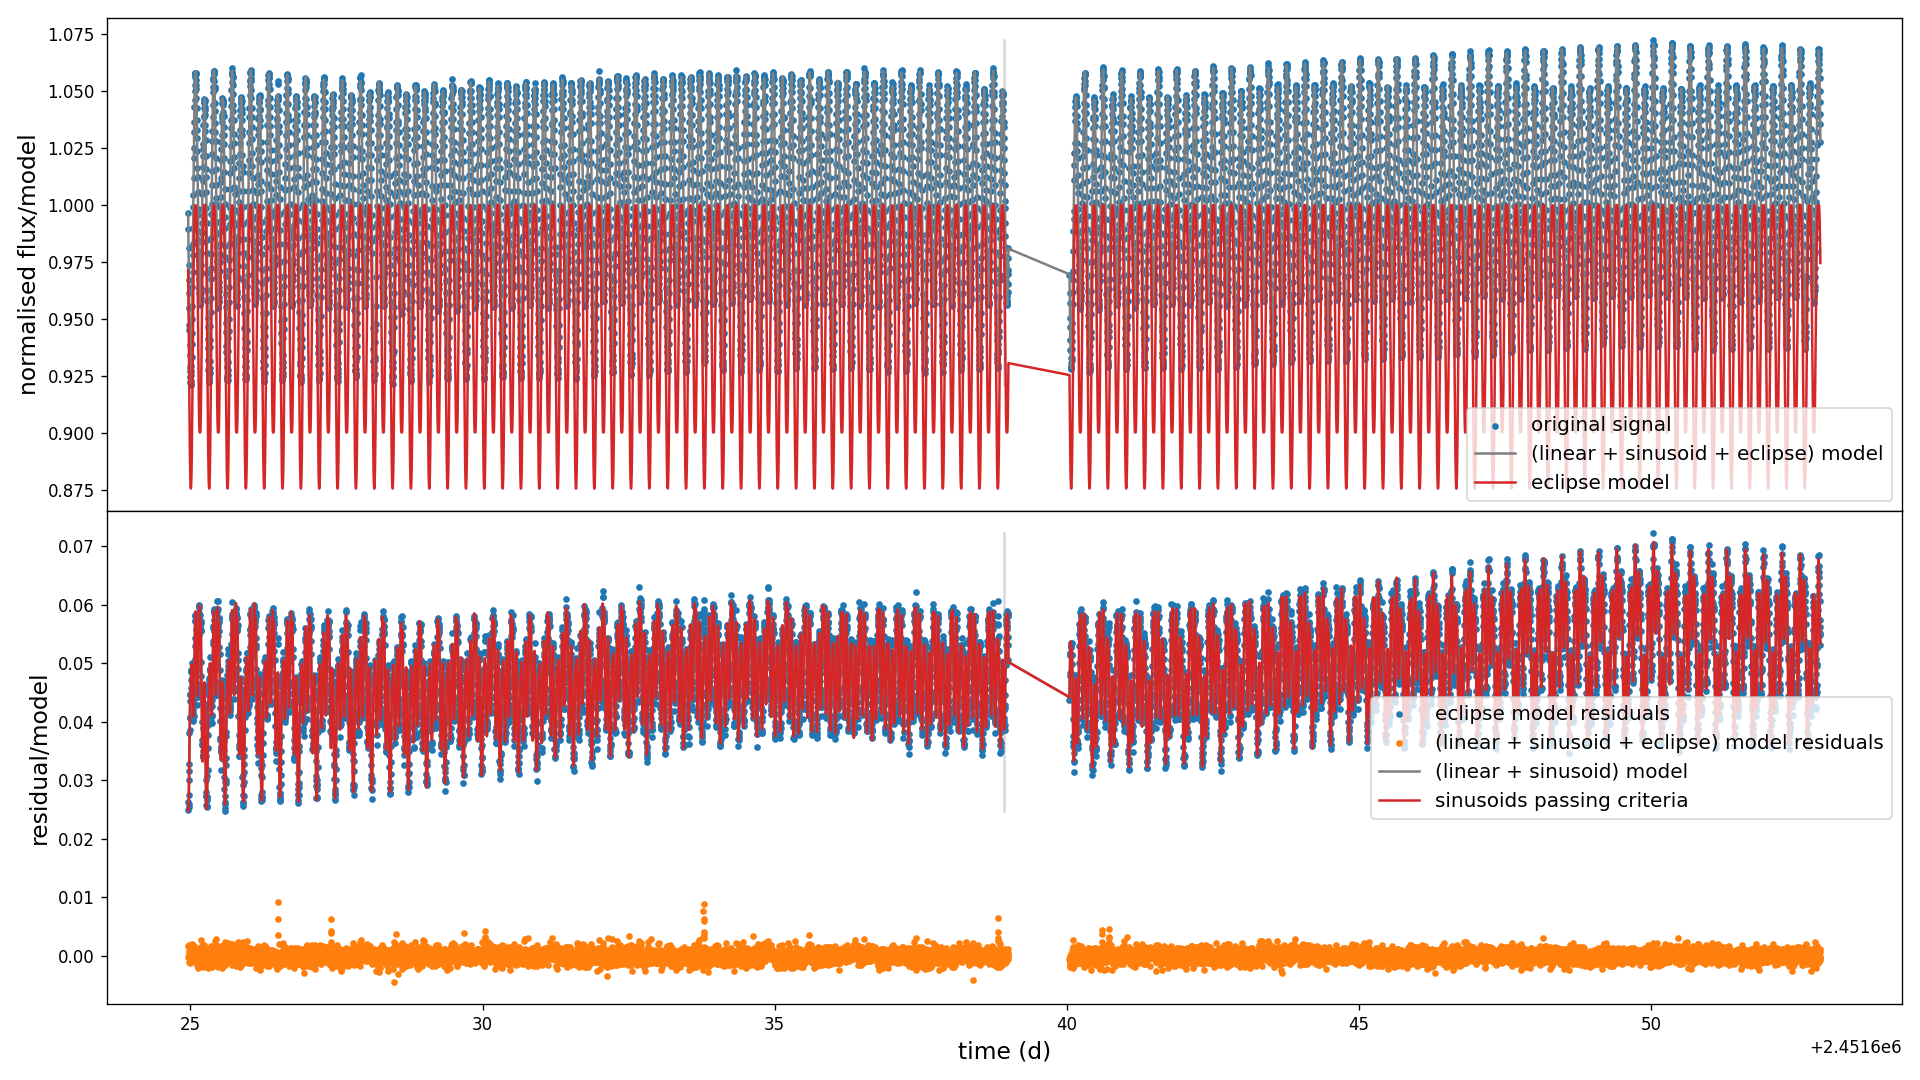 1.075
1.050
1.025
1.000
0.975
0.950
0.925
0.900
0.875
normalised flux/model
original signal
(linear + sinusoid + eclipse) model
eclipse model
0.07
0.06
0.05
0.04
0.03
0.02
0.01
0.00
residual/model
eclipse model residuals
(linear + sinusoid + eclipse) model residuals
(linear + sinusoid) model
sinusoids passing criteria
25 30 35 40 45 50
time (d)
+2.4516e6